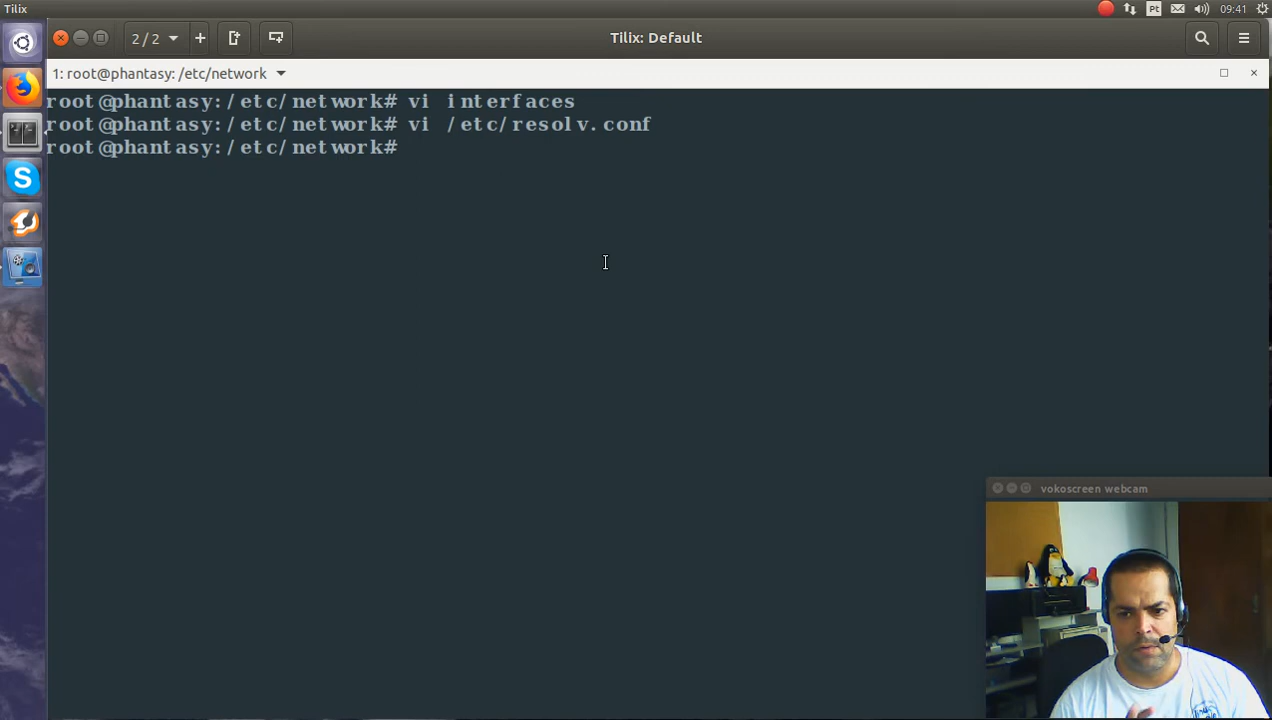 Tilix
Pt
09:41
2 / 2
Tilix: Default
1: root@phantasy: /etc/network
root@phantasy:/etc/network# vi interfaces
root@phantasy:/etc/network# vi /etc/resolv.conf
root@phantasy:/etc/network#
vokoscreen webcam